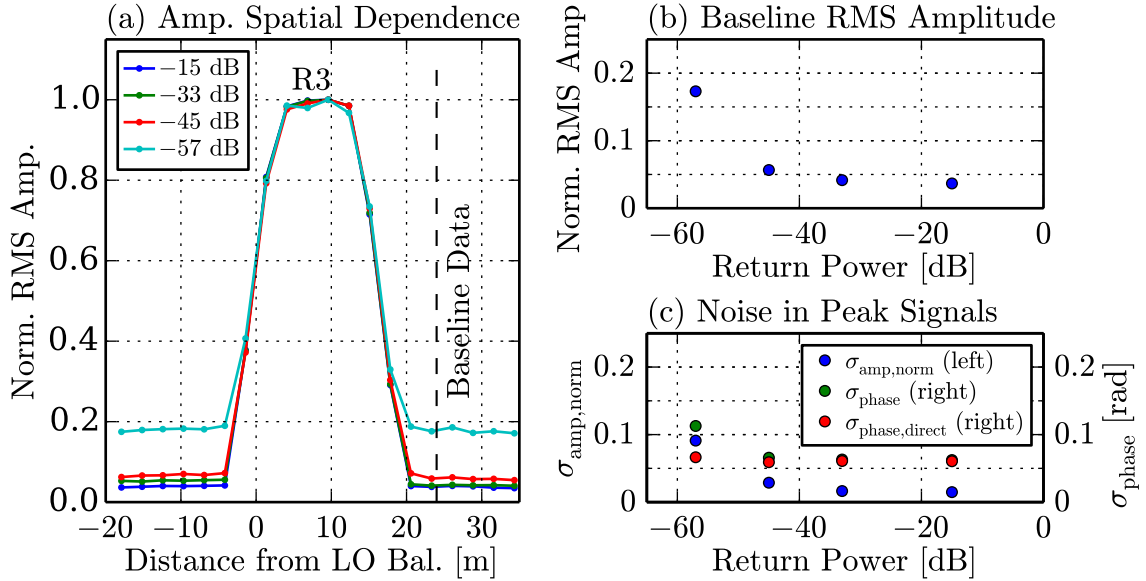 (a) Amp. Spatial Dependence
−15 dB
−33 dB
−45 dB
−57 dB
R3
Baseline Data
Norm. RMS Amp.
1.0
0.8
0.6
0.4
0.2
0.0
−20 −10 0 10 20 30
Distance from LO Bal. [m]
(b) Baseline RMS Amplitude
Norm. RMS Amp
0.2
0.1
0
−60 −40 −20 0
Return Power [dB]
(c) Noise in Peak Signals
σamp,norm (left)
σphase (right)
σphase,direct (right)
σamp,norm
0.2
0.1
0
0.2
0.1
0
σphase [rad]
−60 −40 −20 0
Return Power [dB]